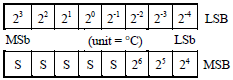 2³ 2² 2¹ 2⁰ 2⁻¹ 2⁻² 2⁻³ 2⁻⁴ LSB
MSb (unit = °C) LSb
S S S S S 2⁶ 2⁵ 2⁴ MSB